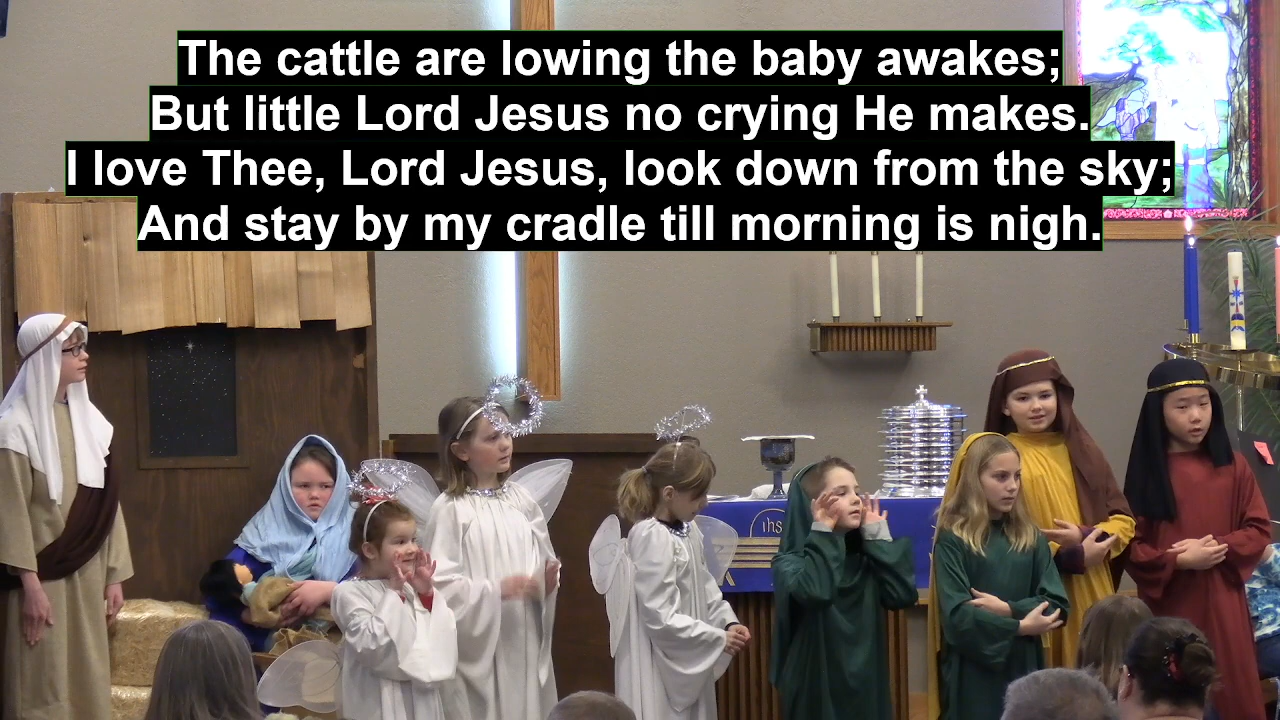 The cattle are lowing the baby awakes;
But little Lord Jesus no crying He makes.
I love Thee, Lord Jesus, look down from the sky;
And stay by my cradle till morning is nigh.
ihs